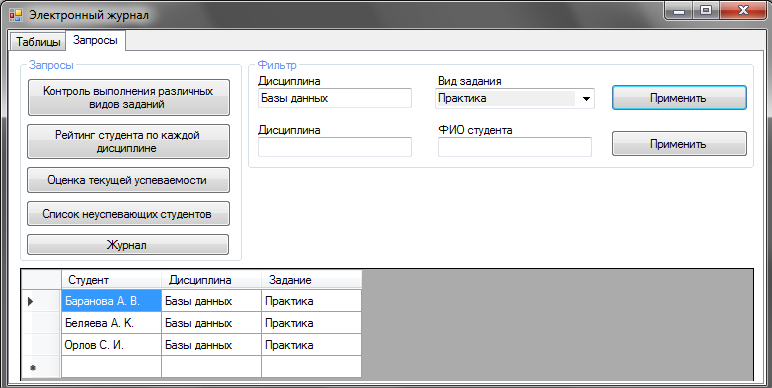 Электронный журнал
Таблицы Запросы
Запросы
Контроль выполнения различных
видов заданий
Рейтинг студента по каждой
дисциплине
Оценка текущей успеваемости
Список неуспевающих студентов
Журнал
Фильтр
Дисциплина Вид задания
Базы данных Практика Применить
Дисциплина ФИО студента
Применить
Студент Дисциплина Задание
Баранова А. В. Базы данных Практика
Беляева А. К. Базы данных Практика
Орлов С. И. Базы данных Практика